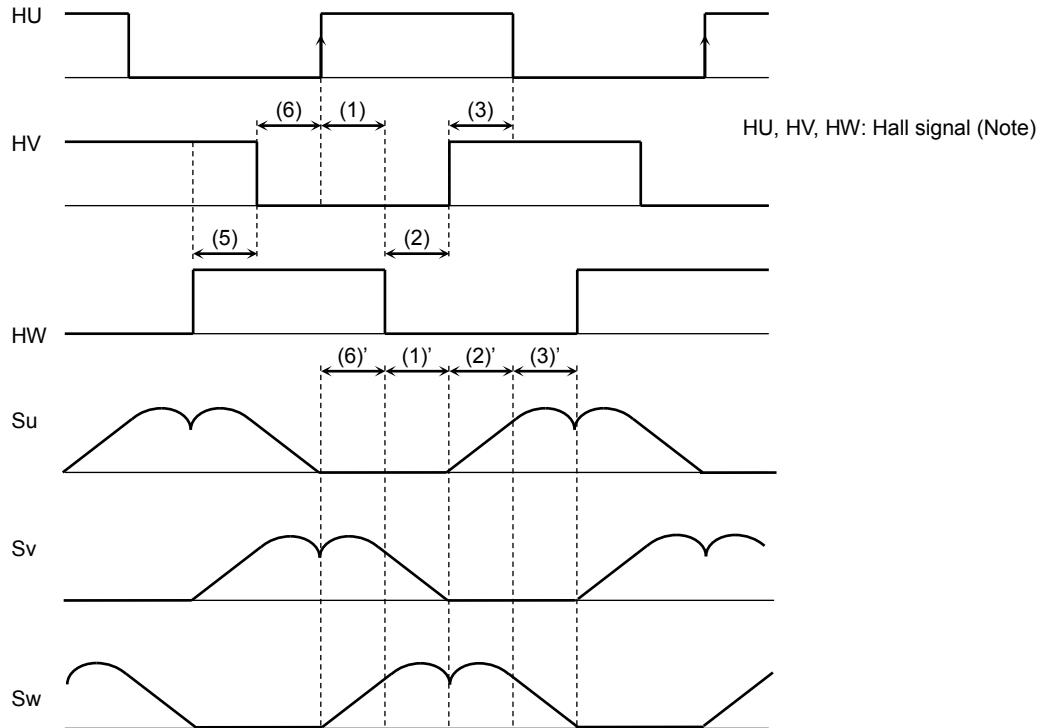 HU
(6) (1) (3)
HU, HV, HW: Hall signal (Note)
HV
(5) (2)
HW
(6)’ (1)’ (2)’ (3)’
Su
Sv
Sw